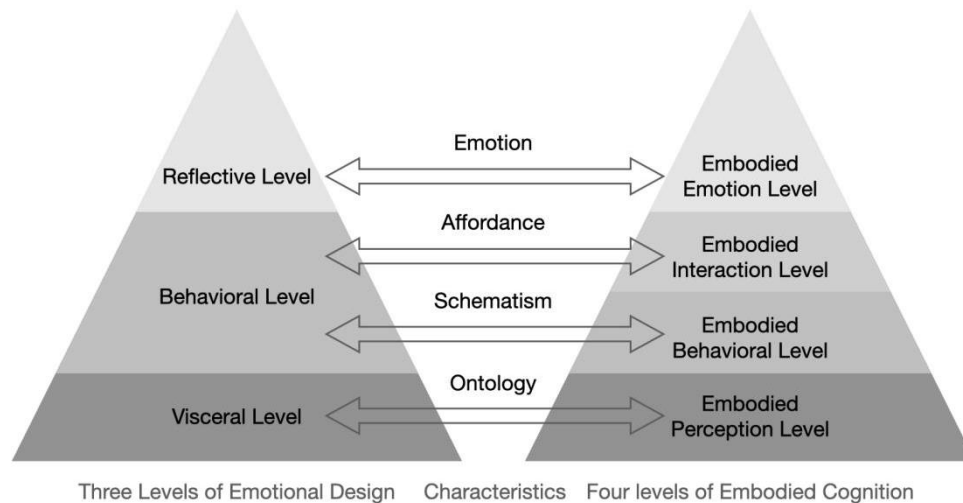 Emotion
Reflective Level
Embodied
Emotion Level
Affordance
Embodied
Interaction Level
Behavioral Level
Schematism
Embodied
Behavioral Level
Ontology
Visceral Level
Embodied
Perception Level
Three Levels of Emotional Design
Characteristics
Four levels of Embodied Cognition